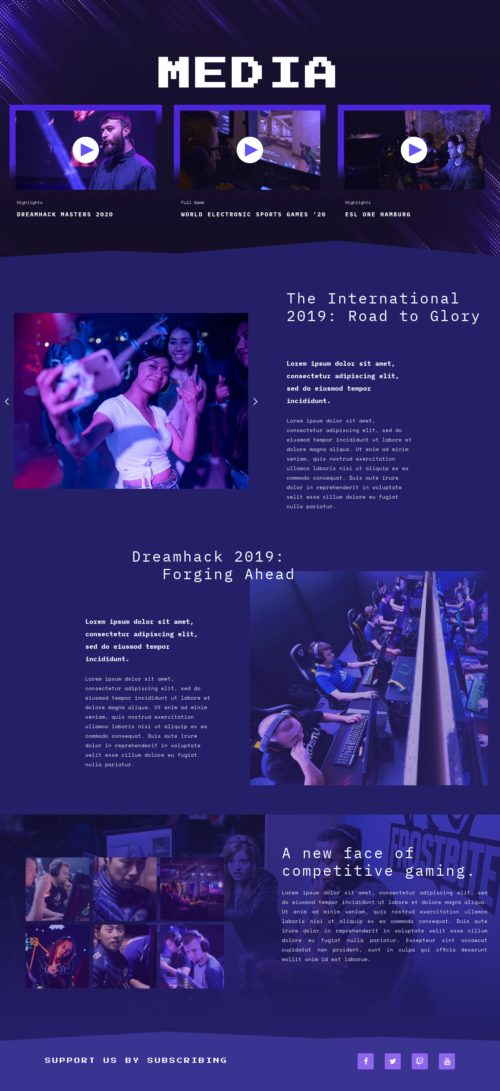 MEDIA
Highlights
DREAMHACK MASTERS 2020
Full Game
WORLD ELECTRONIC SPORTS GAMES '20
Highlights
ESL ONE HAMBURG
The International
2019: Road to Glory
Lorem ipsum dolor sit amet,
consectetur adipiscing elit,
sed do eiusmod tempor
incididunt.
Lorem ipsum dolor sit amet,
consectetur adipiscing elit, sed do
eiusmod tempor incididunt ut labore et
dolore magna aliqua. Ut enim ad minim
veniam, quis nostrud exercitation
ullamco laboris nisi ut aliquip ex ea
commodo consequat. Duis aute irure
dolor in reprehenderit in voluptate
velit esse cillum dolore eu fugiat
nulla pariatur.
Dreamhack 2019:
Forging Ahead
Lorem ipsum dolor sit amet,
consectetur adipiscing elit,
sed do eiusmod tempor
incididunt.
Lorem ipsum dolor sit amet,
consectetur adipiscing elit, sed do
eiusmod tempor incididunt ut labore et
dolore magna aliqua. Ut enim ad minim
veniam, quis nostrud exercitation
ullamco laboris nisi ut aliquip ex ea
commodo consequat. Duis aute irure
dolor in reprehenderit in voluptate
velit esse cillum dolore eu fugiat
nulla pariatur.
FROSTBITE
A new face of
competitive gaming.
Lorem ipsum dolor sit amet, consectetur adipiscing elit, sed
do eiusmod tempor incididunt ut labore et dolore magna aliqua.
Ut enim ad minim veniam, quis nostrud exercitation ullamco
laboris nisi ut aliquip ex ea commodo consequat. Duis aute
irure dolor in reprehenderit in voluptate velit esse cillum
dolore eu fugiat nulla pariatur. Excepteur sint occaecat
cupidatat non proident, sunt in culpa qui officia deserunt
mollit anim id est laborum.
SUPPORT US BY SUBSCRIBING